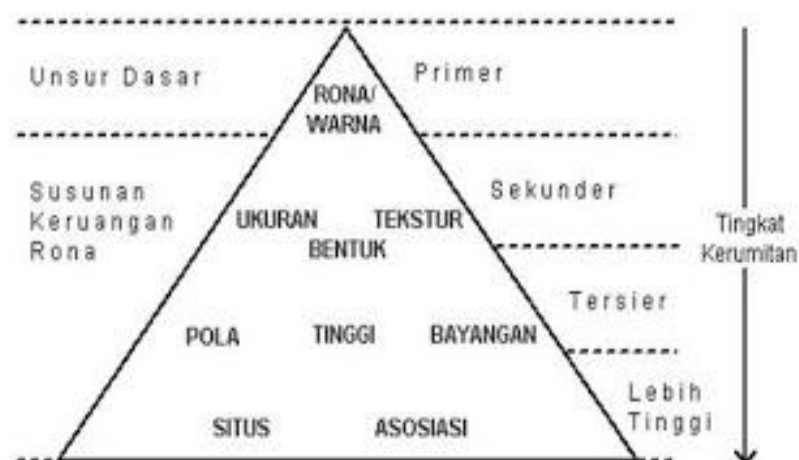 Unsur Dasar
Primer
RONA/
WARNA
Susunan
Keruangan
Rona
Sekunder
UKURAN TEKSTUR
BENTUK
Tingkat
Kerumitan
Tersier
POLA TINGGI BAYANGAN
Lebih
Tinggi
SITUS ASOSIASI